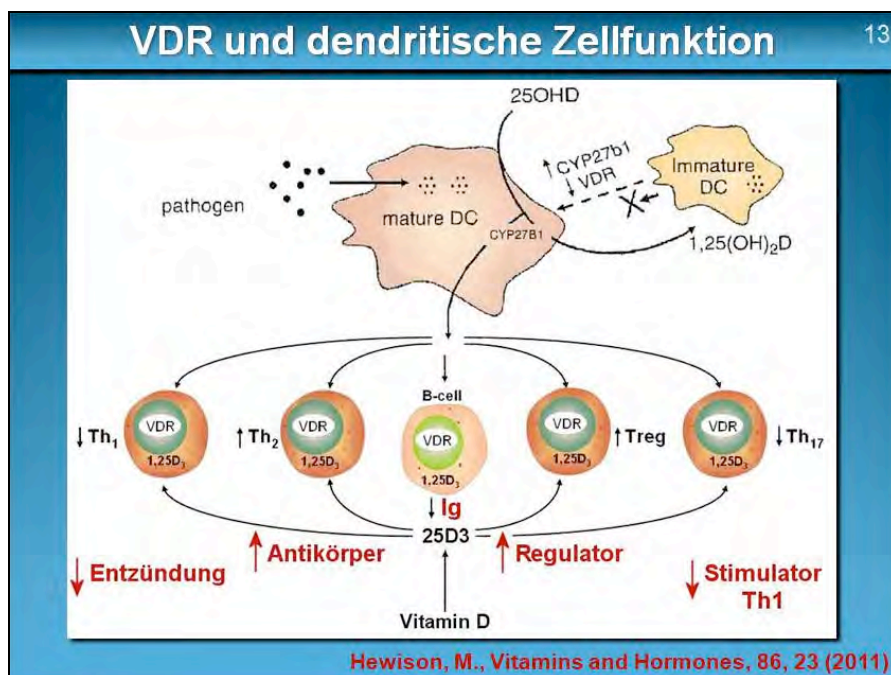 VDR und dendritische Zellfunktion
13
25OHD
↑ CYP27b1
↓ VDR
Immature
DC
pathogen
mature DC
CYP27B1
1,25(OH)₂D
B-cell
↓ Th₁
VDR
1,25D₃
↑ Th₂
VDR
1,25D₃
VDR
1,25D₃
VDR
1,25D₃
↑ Treg
VDR
1,25D₃
↓ Th₁₇
↓ Ig
25D3
↓ Entzündung
↑ Antikörper
↑ Regulator
↓ Stimulator
Th1
Vitamin D
Hewison, M., Vitamins and Hormones, 86, 23 (2011)